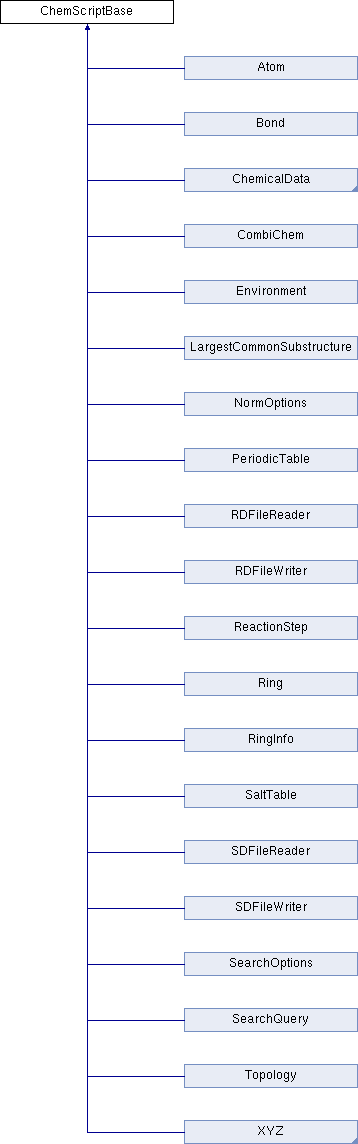 ChemScriptBase
Atom
Bond
ChemicalData
CombiChem
Environment
LargestCommonSubstructure
NormOptions
PeriodicTable
RDFileReader
RDFileWriter
ReactionStep
Ring
RingInfo
SaltTable
SDFileReader
SDFileWriter
SearchOptions
SearchQuery
Topology
XYZ